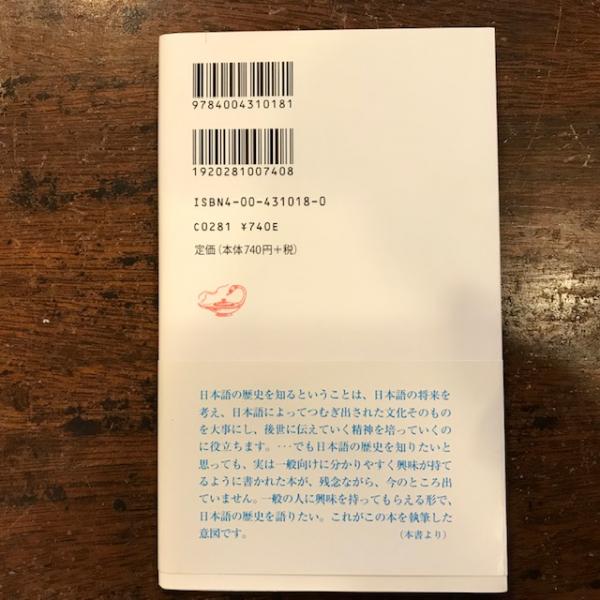 9784004310181
1920281007408
ISBN4-00-431018-0
C0281 ¥740E
定価(本体740円+税)
日本語の歴史を知るということは、日本語の将来を
考え、日本語によってつむぎ出された文化そのもの
を大事にし、後世に伝えていく精神を培っていくの
に役立ちます。…でも日本語の歴史を知りたいと
思っても、実は一般向けに分かりやすく興味が持て
るように書かれた本が、残念ながら、今のところ出
ていません。一般の人に興味を持ってもらえる形で、
日本語の歴史を語りたい。これがこの本を執筆した
意図です。 (本書より)